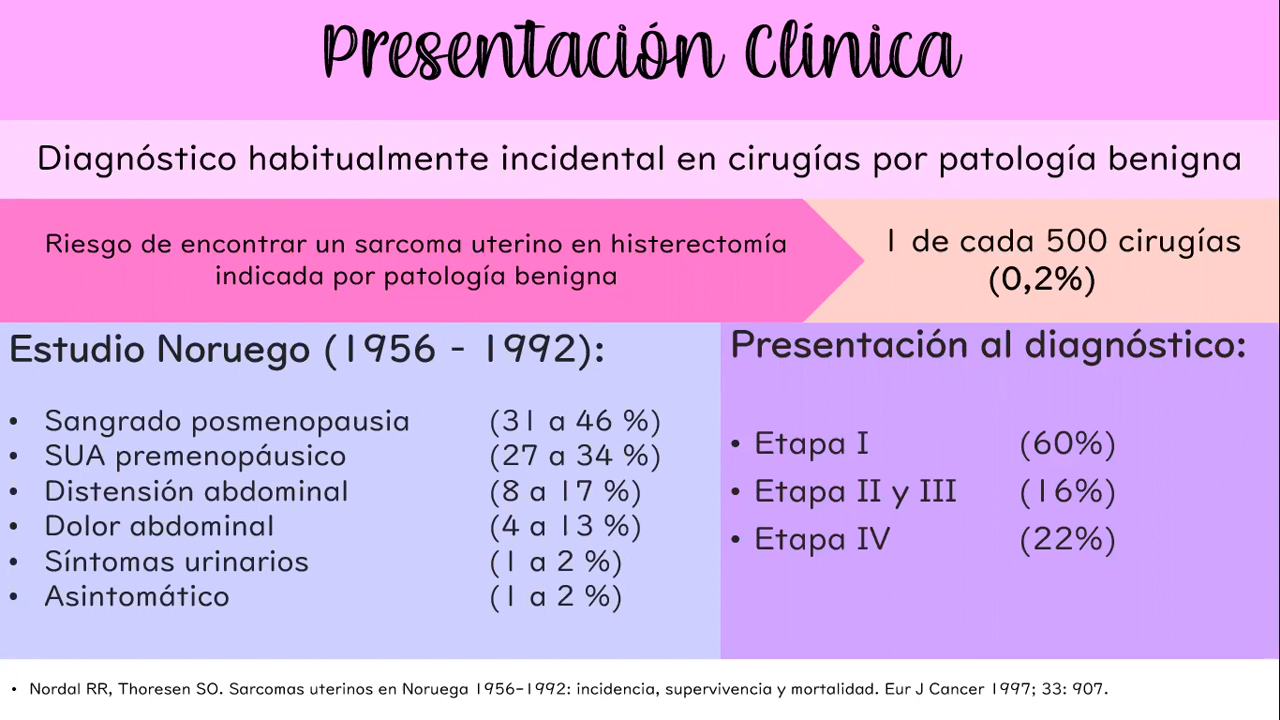 Presentación Clínica
Diagnóstico habitualmente incidental en cirugías por patología benigna
Riesgo de encontrar un sarcoma uterino en histerectomía
indicada por patología benigna
1 de cada 500 cirugías
(0,2%)
Estudio Noruego (1956 - 1992):
• Sangrado posmenopausia (31 a 46 %)
• SUA premenopáusico (27 a 34 %)
• Distensión abdominal (8 a 17 %)
• Dolor abdominal (4 a 13 %)
• Síntomas urinarios (1 a 2 %)
• Asintomático (1 a 2 %)
Presentación al diagnóstico:
• Etapa I (60%)
• Etapa II y III (16%)
• Etapa IV (22%)
• Nordal RR, Thoresen SO. Sarcomas uterinos en Noruega 1956-1992: incidencia, supervivencia y mortalidad. Eur J Cancer 1997; 33: 907.